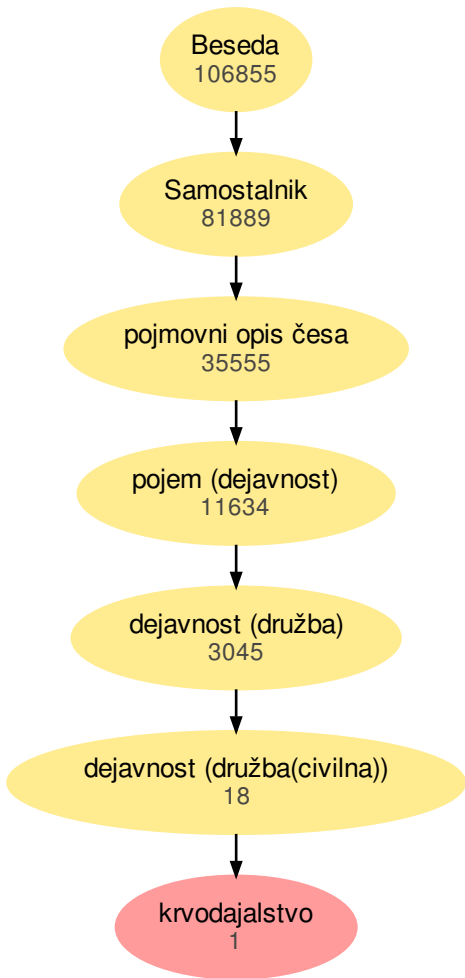 Beseda
106855
Samostalnik
81889
pojmovni opis česa
35555
pojem (dejavnost)
11634
dejavnost (družba)
3045
dejavnost (družba(civilna))
18
krvodajalstvo
1